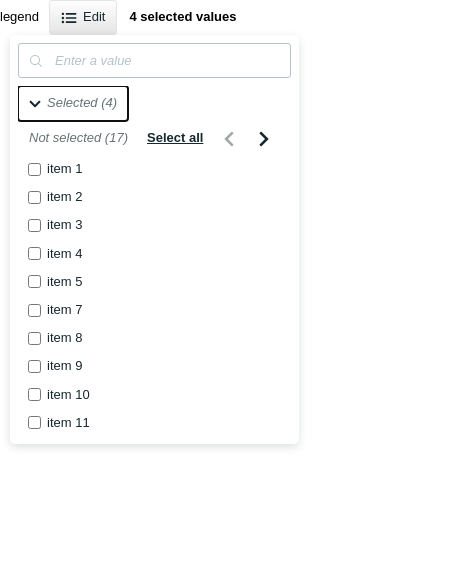 legend Edit 4 selected values
Enter a value
Selected (4)
Not selected (17) Select all
item 1
item 2
item 3
item 4
item 5
item 7
item 8
item 9
item 10
item 11